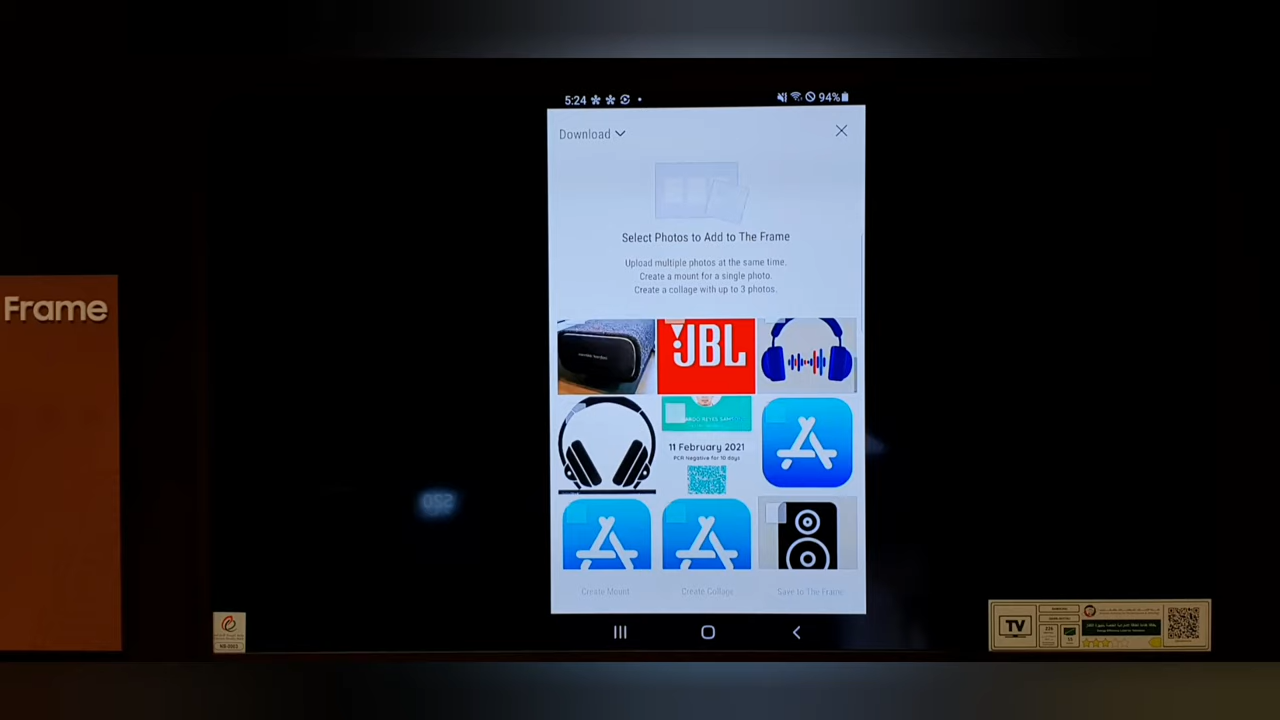 Frame
5:24
94%
Download
Select Photos to Add to The Frame
Upload multiple photos at the same time.
Create a mount for a single photo.
Create a collage with up to 3 photos.
JBL
11 February 2021
PCR Negative for 10 days
Create Mount
Create Collage
Save to The Frame
TV